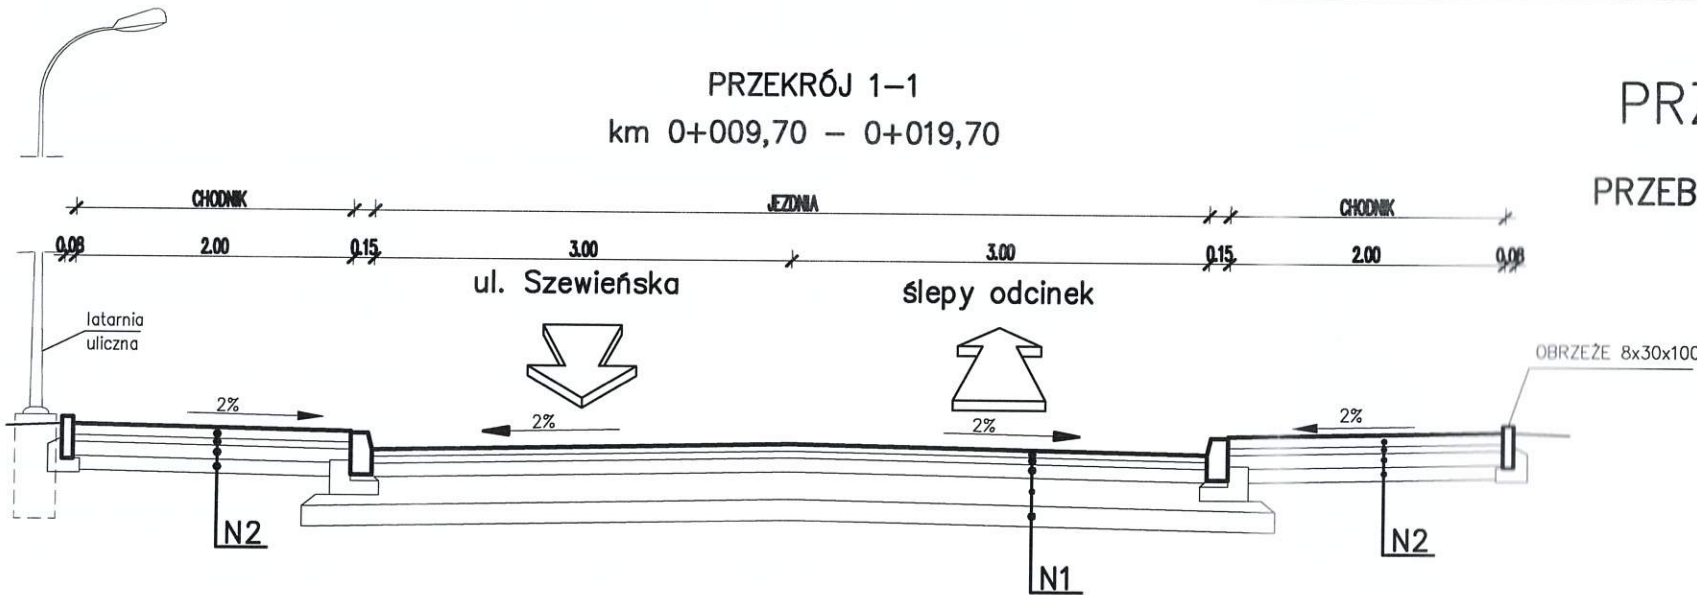 PRZEKRÓJ 1-1
km 0+009,70 – 0+019,70
PRZ
PRZEB
CHODNIK JEZDNIA CHODNIK
0.08 2.00 0.15 3.00 3.00 0.15 2.00 0.08
ul. Szewieńska ślepy odcinek
latarnia
uliczna
OBRZEŻE 8x30x100
2% 2% 2% 2%
N2 N1 N2